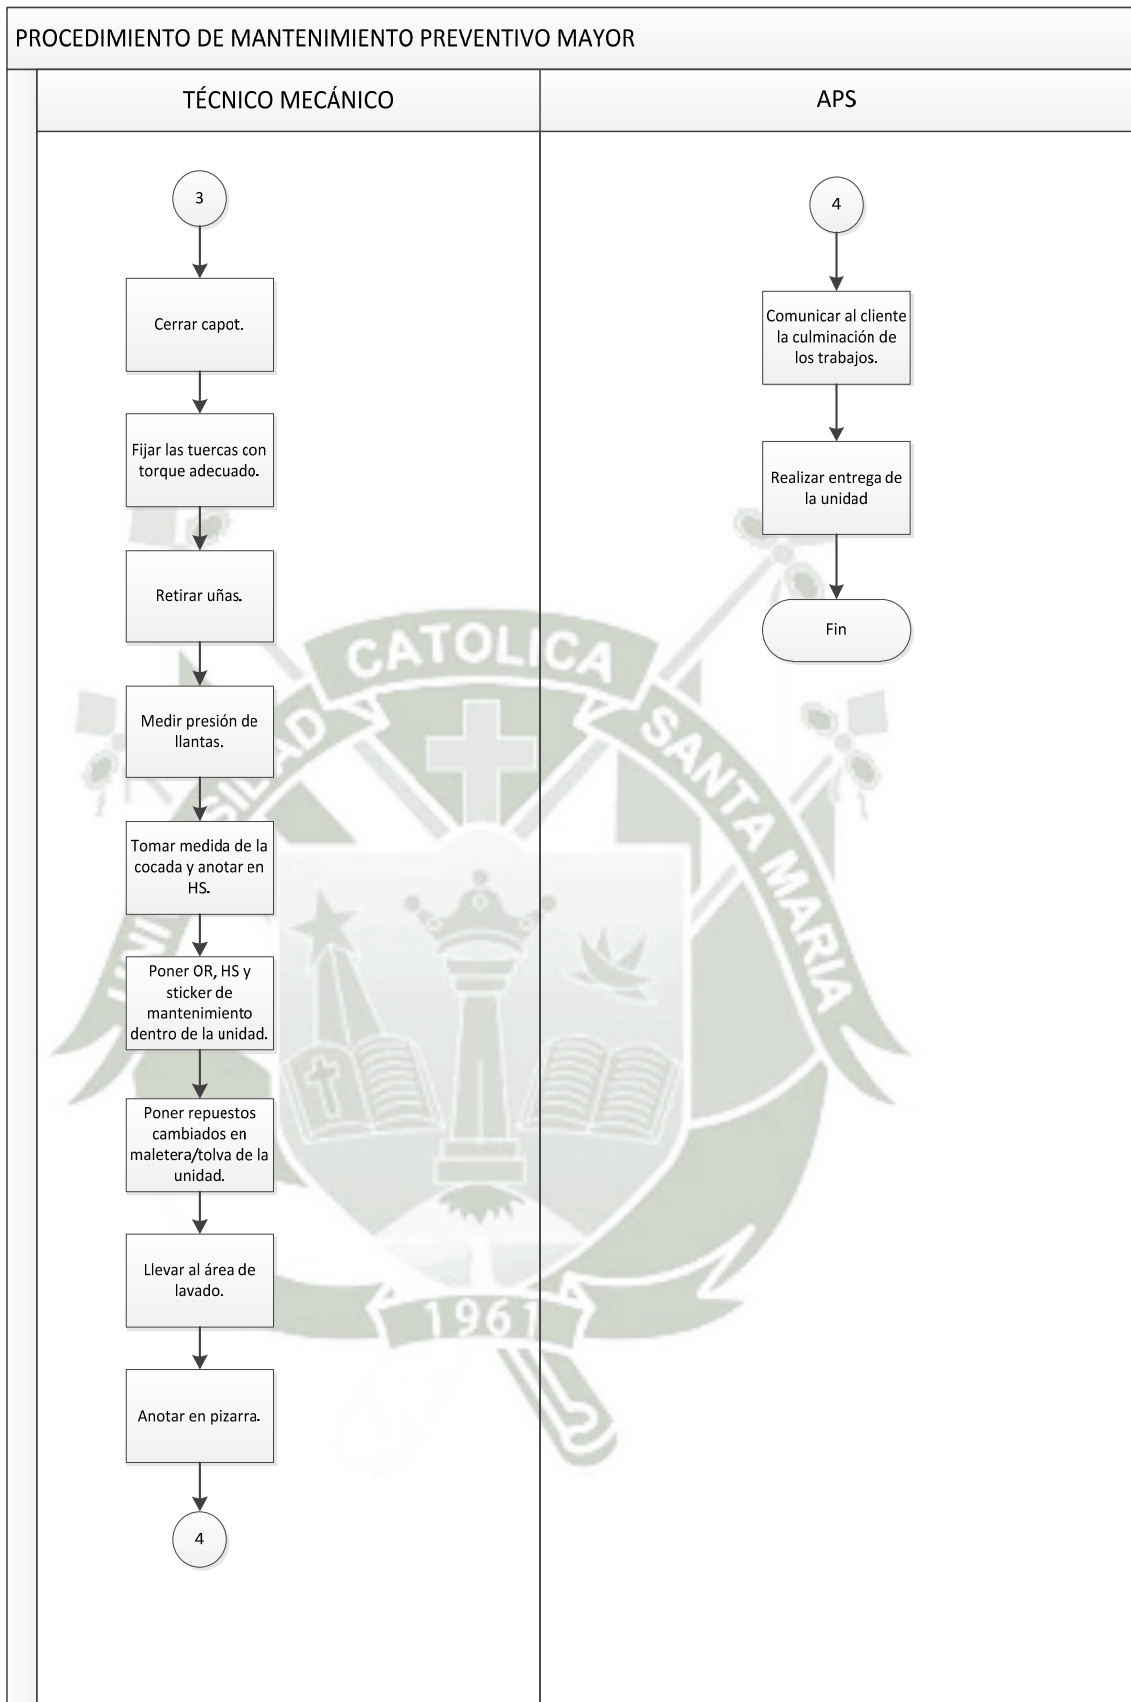 PROCEDIMIENTO DE MANTENIMIENTO PREVENTIVO MAYOR
TÉCNICO MECÁNICO
APS
3
Cerrar capot.
Fijar las tuercas con
torque adecuado.
Retirar uñas.
Medir presión de
llantas.
Tomar medida de la
cocada y anotar en
HS.
Poner OR, HS y
sticker de
mantenimiento
dentro de la unidad.
Poner repuestos
cambiados en
maletera/tolva de la
unidad.
Llevar al área de
lavado.
Anotar en pizarra.
4
4
Comunicar al cliente
la culminación de
los trabajos.
Realizar entrega de
la unidad
Fin
CATOLICA
SANTA MARIA
1961